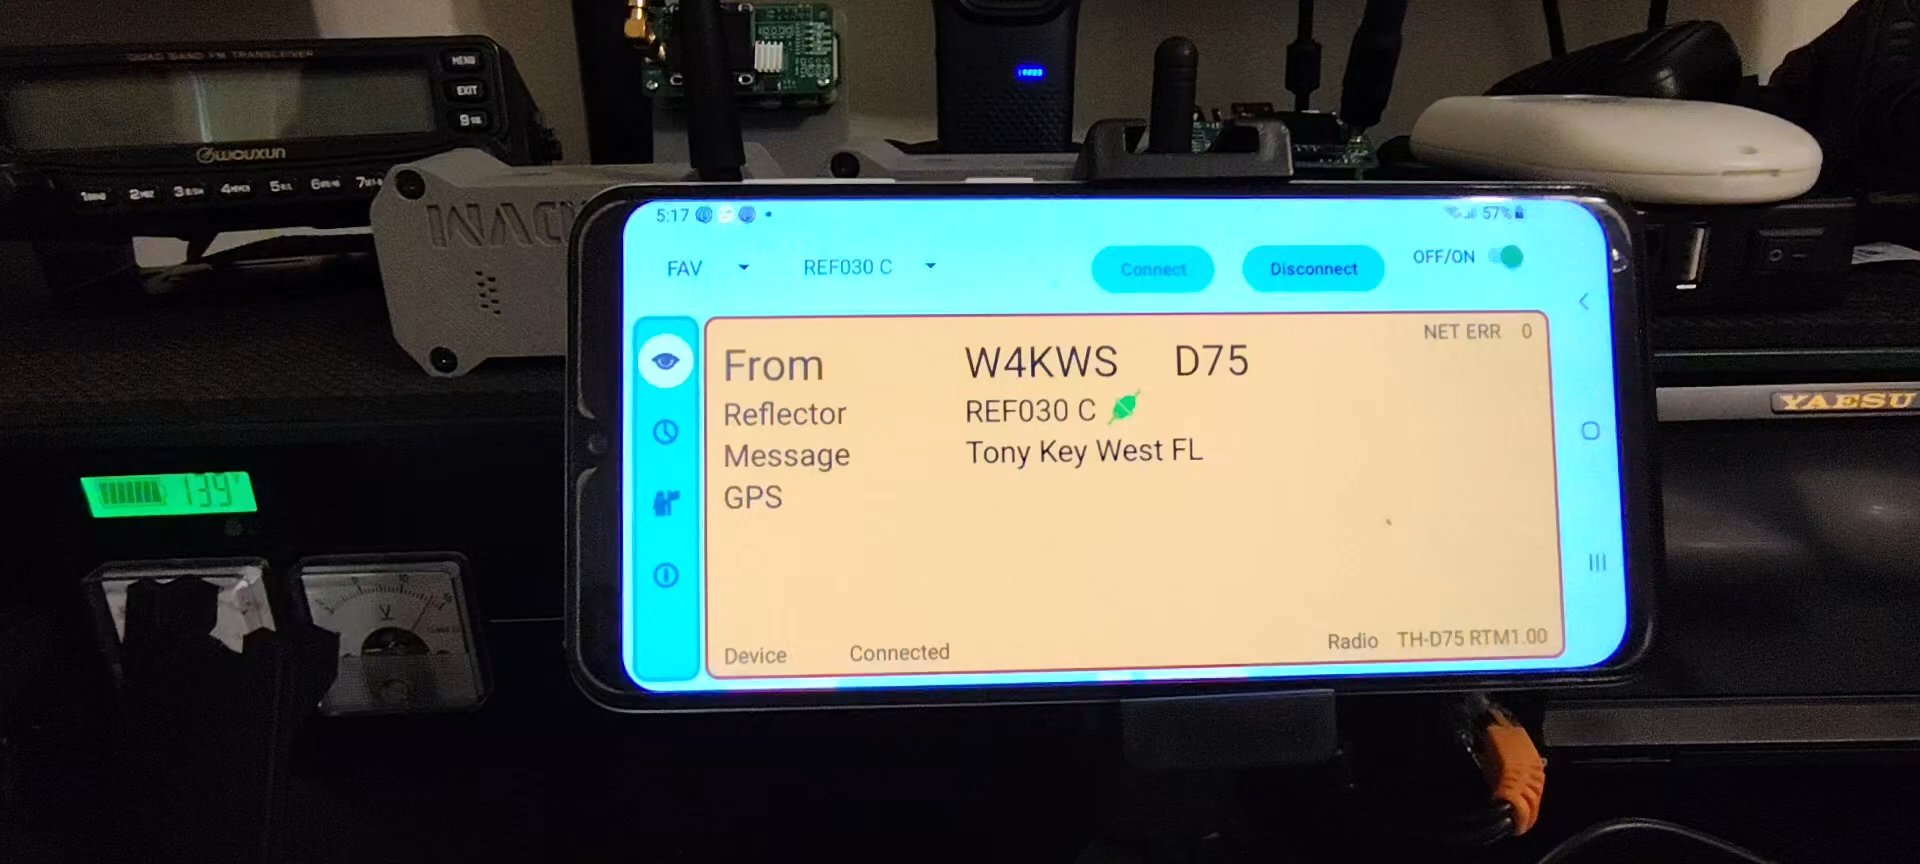 QUAD BAND FM TRANSCEIVER
MENU
EXIT
WOUXUN
5:17
57%
FAV
REF030 C
Connect
Disconnect
OFF/ON
NET ERR 0
From W4KWS D75
Reflector REF030 C
Message Tony Key West FL
GPS
Device Connected
Radio TH-D75 RTM1.00
YAESU
13.9V
V